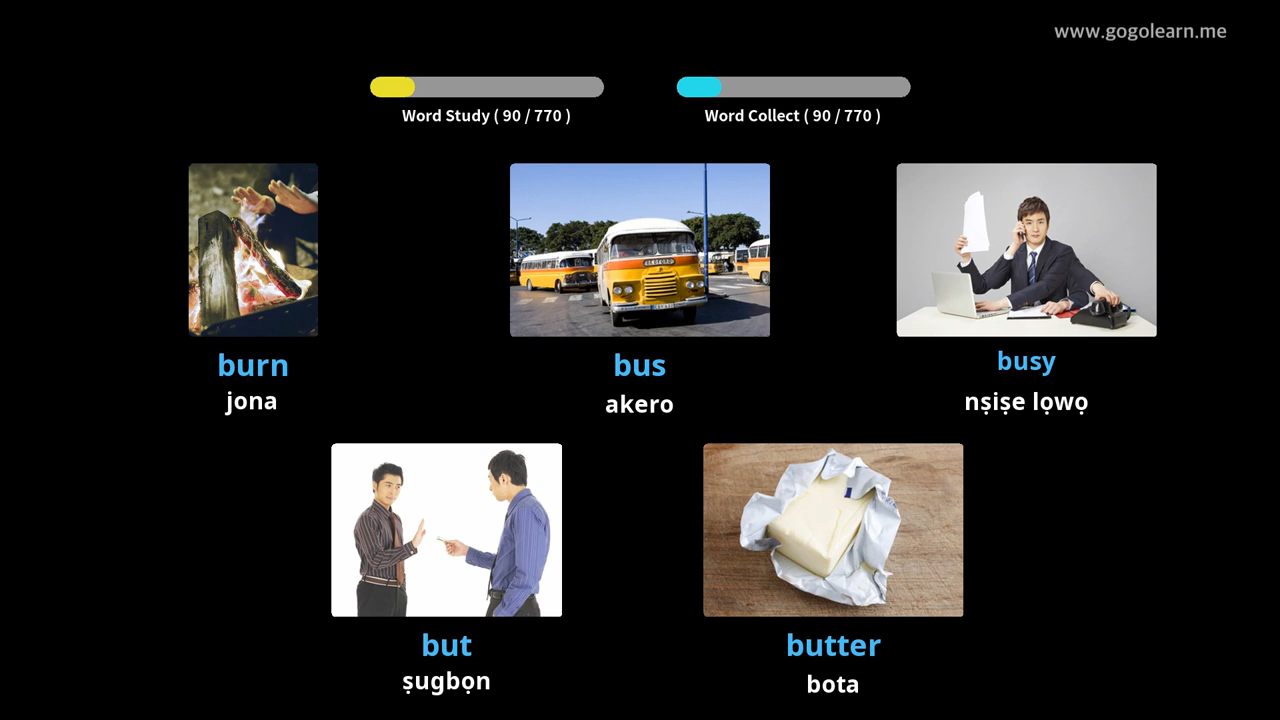 www.gogolearn.me
Word Study ( 90 / 770 )
Word Collect ( 90 / 770 )
burn
jona
bus
akero
busy
nṣiṣe lọwọ
but
ṣugbọn
butter
bota